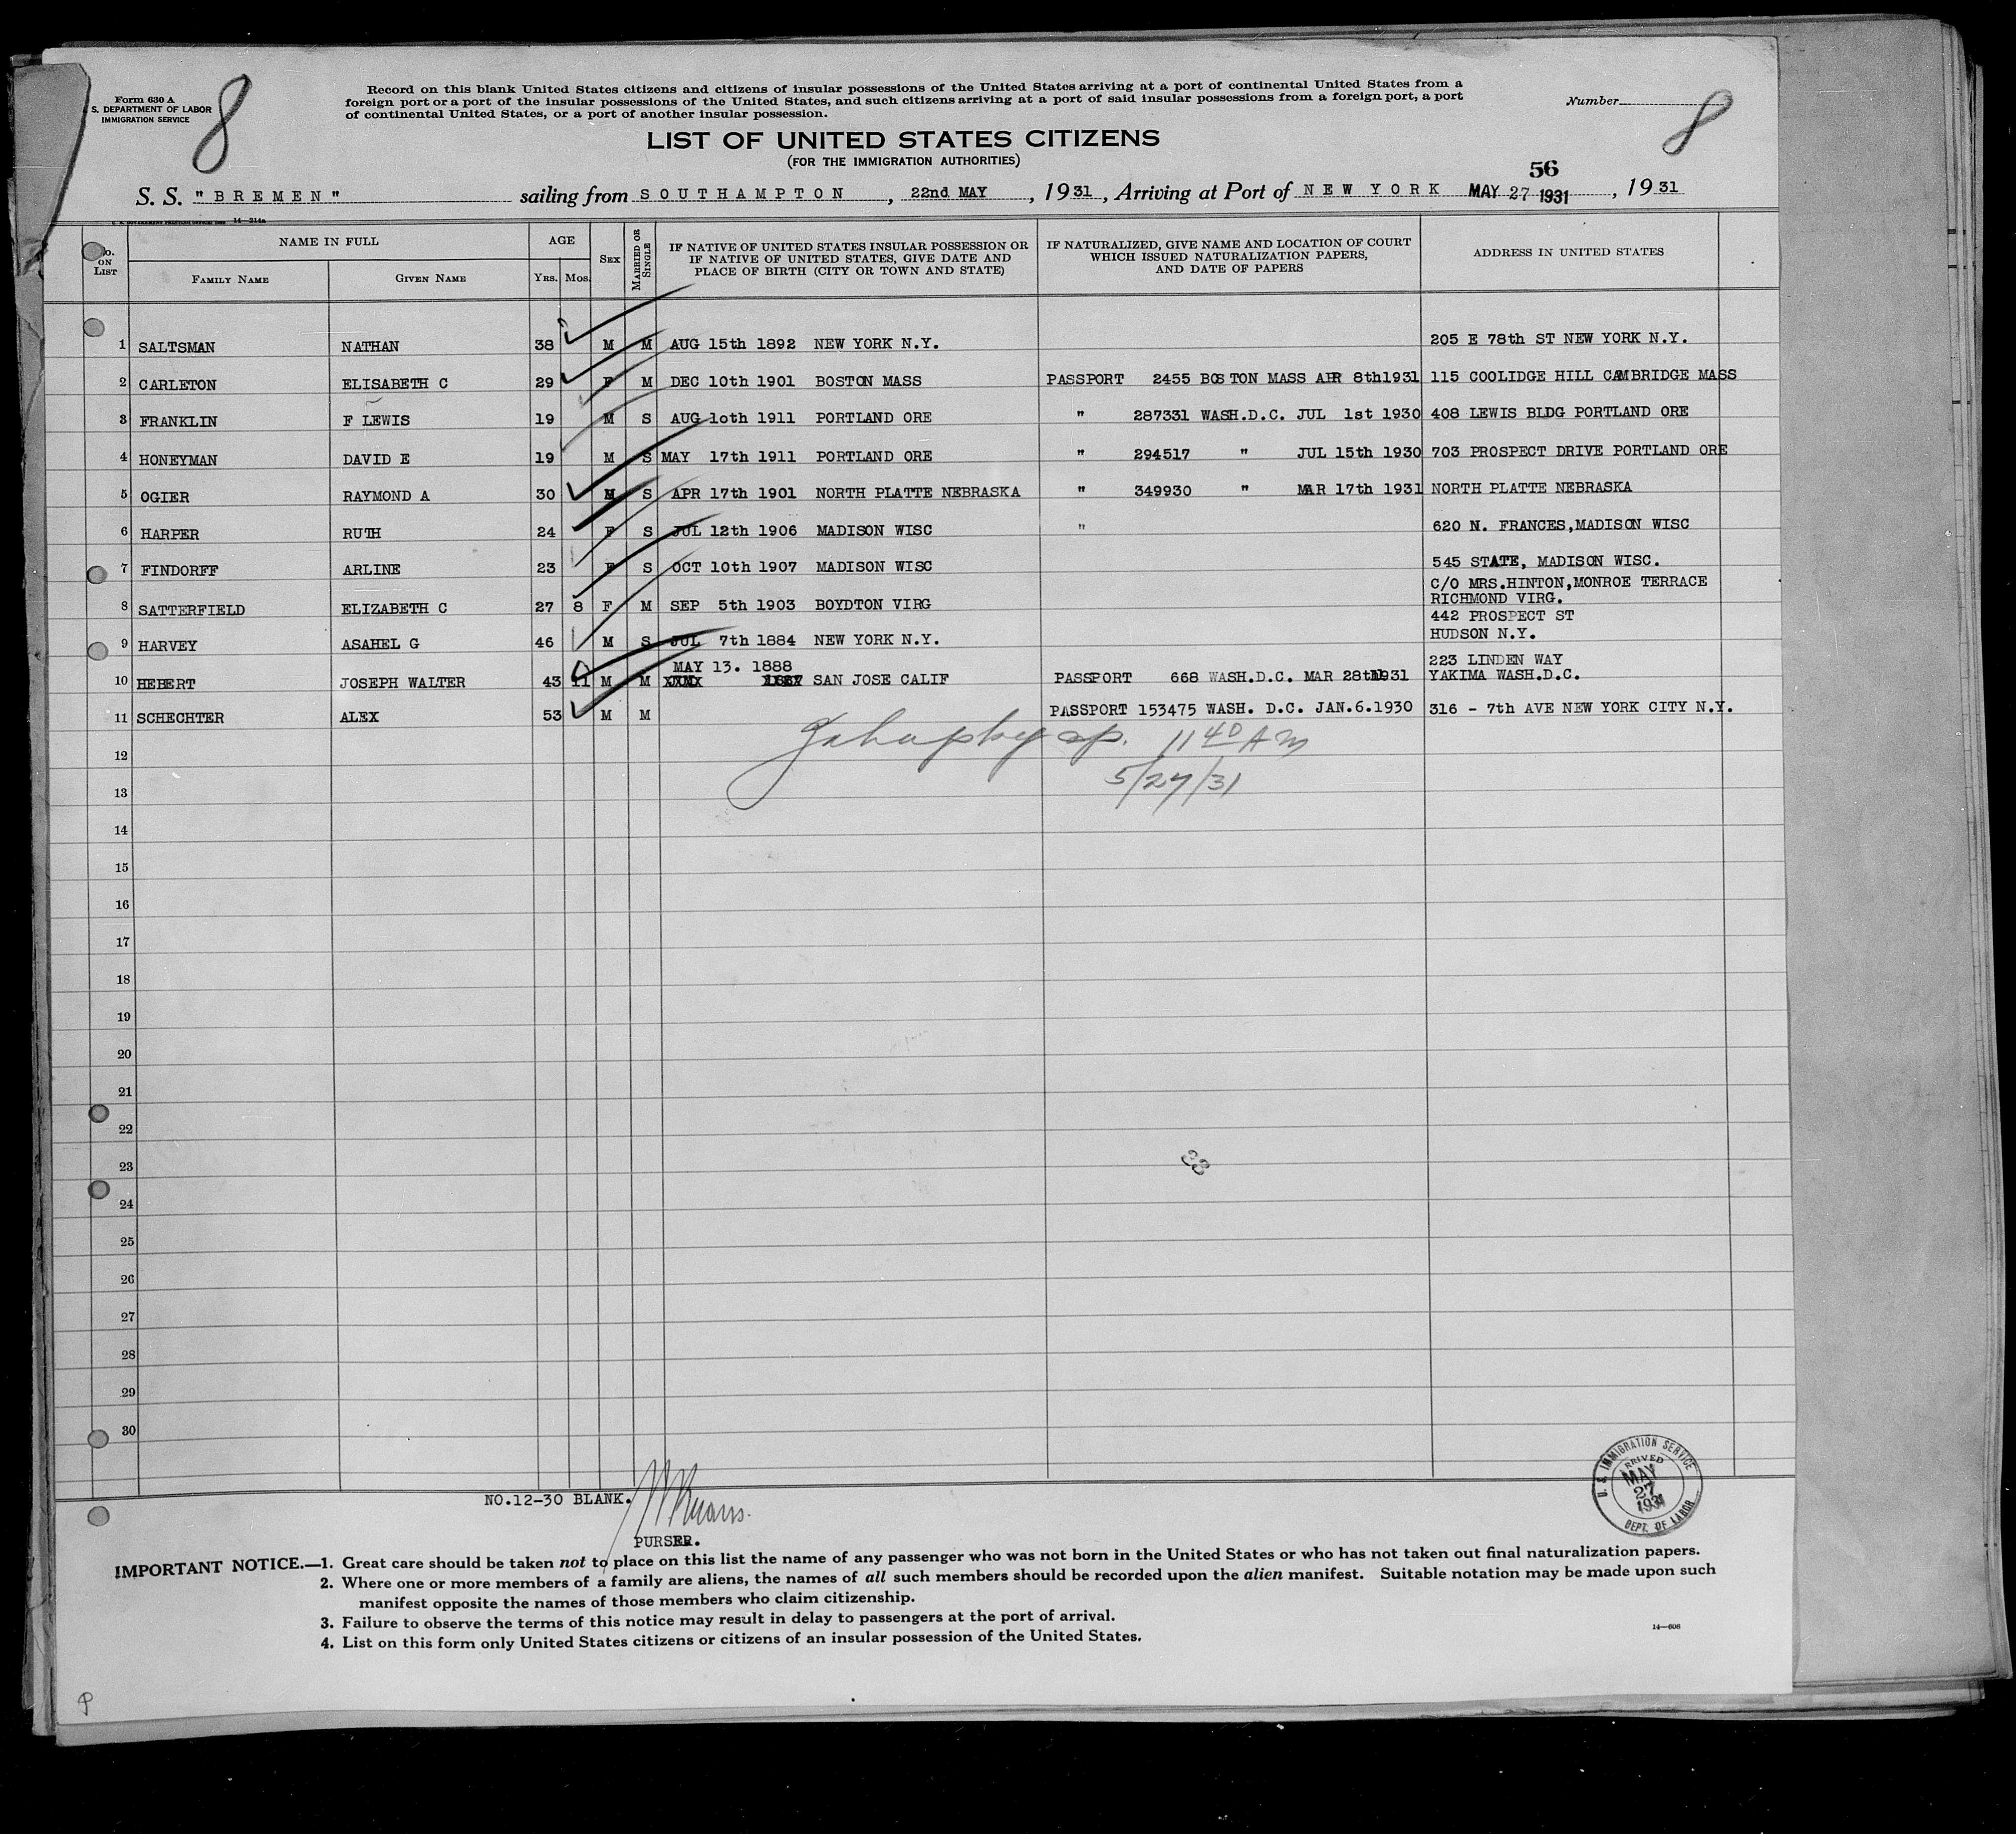 Form 630 A
S. DEPARTMENT OF LABOR
IMMIGRATION SERVICE
8
Record on this blank United States citizens and citizens of insular possessions of the United States arriving at a port of continental United States from a
foreign port or a port of the insular possessions of the United States, and such citizens arriving at a port of said insular possessions from a foreign port, a port
of continental United States, or a port of another insular possession.
Number 8
LIST OF UNITED STATES CITIZENS
(FOR THE IMMIGRATION AUTHORITIES)
56
S. S. "BREMEN" sailing from SOUTHAMPTON, 22nd MAY, 1931, Arriving at Port of NEW YORK MAY 27 1931, 1931
No. ON LIST
NAME IN FULL
FAMILY NAME GIVEN NAME
AGE
YRS. MOS.
SEX
MARRIED OR SINGLE
IF NATIVE OF UNITED STATES INSULAR POSSESSION OR
IF NATIVE OF UNITED STATES, GIVE DATE AND
PLACE OF BIRTH (CITY OR TOWN AND STATE)
IF NATURALIZED, GIVE NAME AND LOCATION OF COURT
WHICH ISSUED NATURALIZATION PAPERS,
AND DATE OF PAPERS
ADDRESS IN UNITED STATES
1 SALTSMAN NATHAN 38 M M AUG 15th 1892 NEW YORK N.Y. 205 E 78th ST NEW YORK N.Y.
2 CARLETON ELISABETH C 29 F M DEC 10th 1901 BOSTON MASS PASSPORT 2455 BOSTON MASS APR 8th1931 115 COOLIDGE HILL CAMBRIDGE MASS
3 FRANKLIN F LEWIS 19 M S AUG 1oth 1911 PORTLAND ORE " 287331 WASH.D.C. JUL 1st 1930 408 LEWIS BLDG PORTLAND ORE
4 HONEYMAN DAVID E 19 M S MAY 17th 1911 PORTLAND ORE " 294517 " JUL 15th 1930 703 PROSPECT DRIVE PORTLAND ORE
5 OGIER RAYMOND A 30 M S APR 17th 1901 NORTH PLATTE NEBRASKA " 349930 " MAR 17th 1931 NORTH PLATTE NEBRASKA
6 HARPER RUTH 24 F S JUL 12th 1906 MADISON WISC " 620 N. FRANCES,MADISON WISC
7 FINDORFF ARLINE 23 F S OCT 10th 1907 MADISON WISC 545 STATE, MADISON WISC.
8 SATTERFIELD ELIZABETH C 27 8 F M SEP 5th 1903 BOYDTON VIRG C/O MRS.HINTON,MONROE TERRACE
RICHMOND VIRG.
9 HARVEY ASAHEL G 46 M S JUL 7th 1884 NEW YORK N.Y. 442 PROSPECT ST
HUDSON N.Y.
MAY 13. 1888 223 LINDEN WAY
10 HEBERT JOSEPH WALTER 43 11 M M SAN JOSE CALIF PASSPORT 668 WASH.D.C. MAR 28th1931 YAKIMA WASH.D.C.
11 SCHECHTER ALEX 53 M M PASSPORT 153475 WASH. D.C. JAN.6.1930 316 - 7th AVE NEW YORK CITY N.Y.
11 40 AM
5/27/31
12
13
14
15
16
17
18
19
20
21
22
23
24
25
26
27
28
29
30
NO.12-30 BLANK.
PURSER.
U. S. IMMIGRATION SERVICE
ARRIVED
MAY
27
1931
DEPT. OF LABOR
IMPORTANT NOTICE.—1. Great care should be taken not to place on this list the name of any passenger who was not born in the United States or who has not taken out final naturalization papers.
2. Where one or more members of a family are aliens, the names of all such members should be recorded upon the alien manifest. Suitable notation may be made upon such
manifest opposite the names of those members who claim citizenship.
3. Failure to observe the terms of this notice may result in delay to passengers at the port of arrival.
4. List on this form only United States citizens or citizens of an insular possession of the United States.
14—608